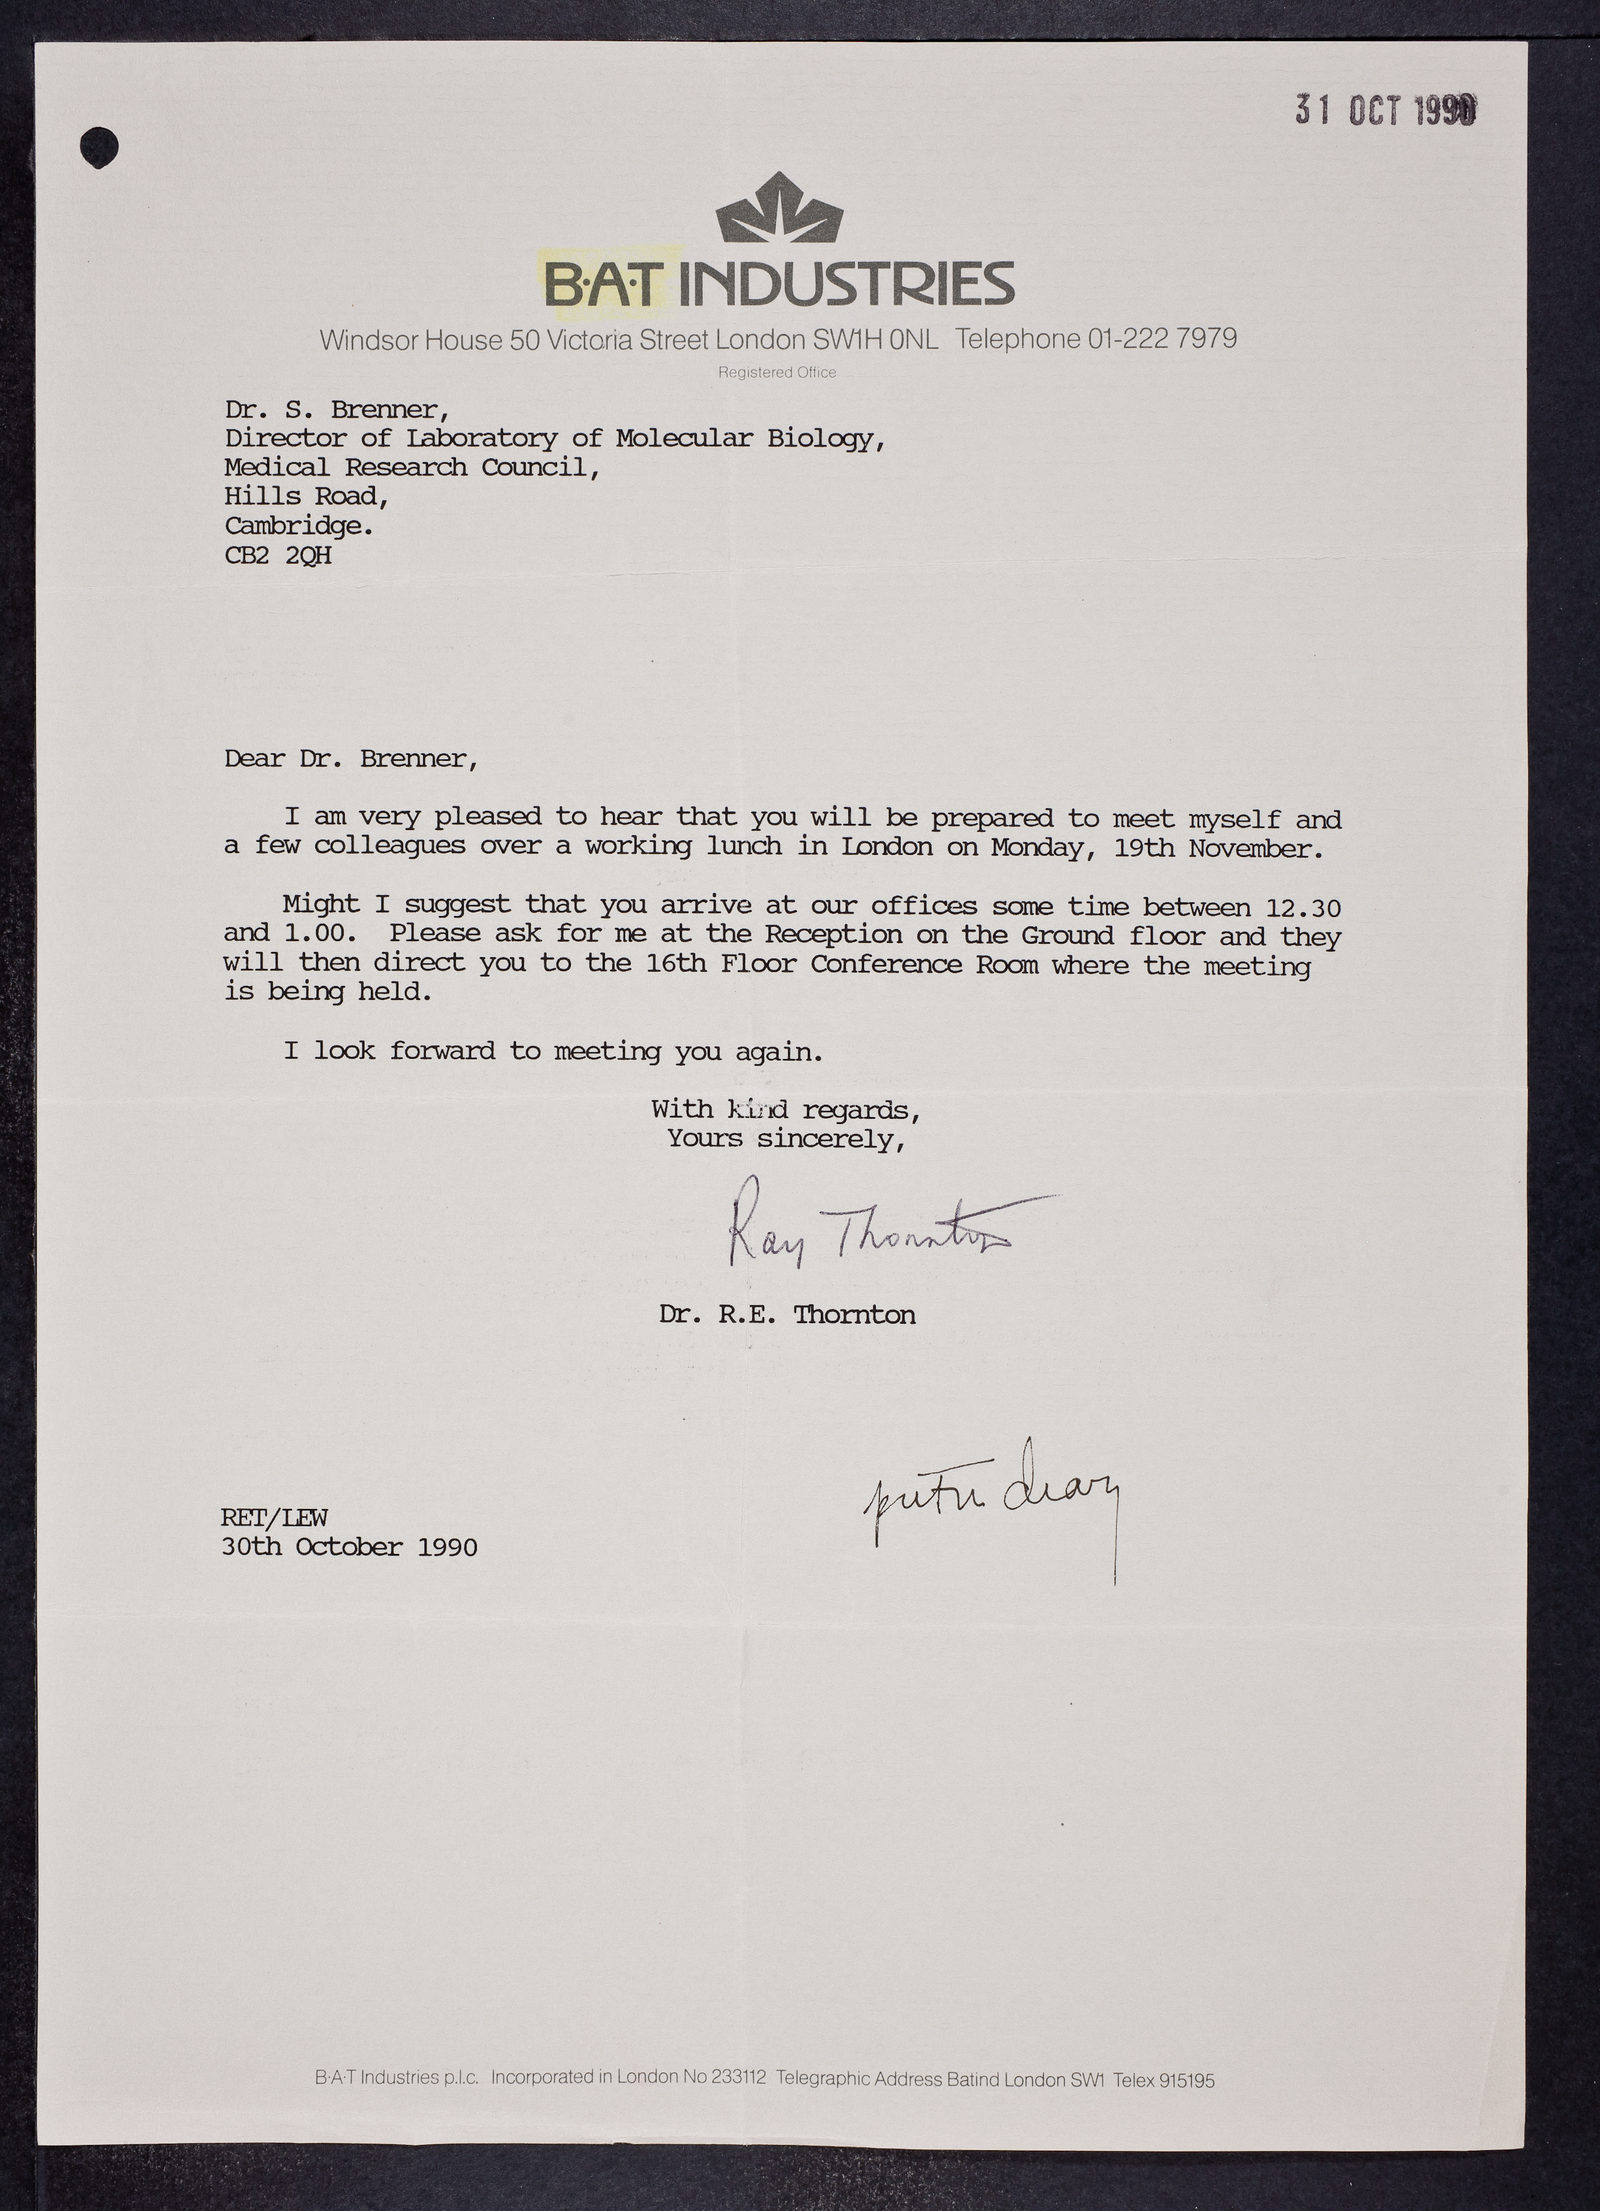 31 OCT 1990
B·A·T INDUSTRIES
Windsor House 50 Victoria Street London SW1H 0NL Telephone 01-222 7979
Registered Office
Dr. S. Brenner,
Director of Laboratory of Molecular Biology,
Medical Research Council,
Hills Road,
Cambridge.
CB2 2QH
Dear Dr. Brenner,
I am very pleased to hear that you will be prepared to meet myself and
a few colleagues over a working lunch in London on Monday, 19th November.
Might I suggest that you arrive at our offices some time between 12.30
and 1.00. Please ask for me at the Reception on the Ground floor and they
will then direct you to the 16th Floor Conference Room where the meeting
is being held.
I look forward to meeting you again.
With kind regards,
Yours sincerely,
Ray Thornton
Dr. R.E. Thornton
diary
RET/LEW
30th October 1990
B·A·T Industries p.l.c. Incorporated in London No 233112 Telegraphic Address Batind London SW1 Telex 915195